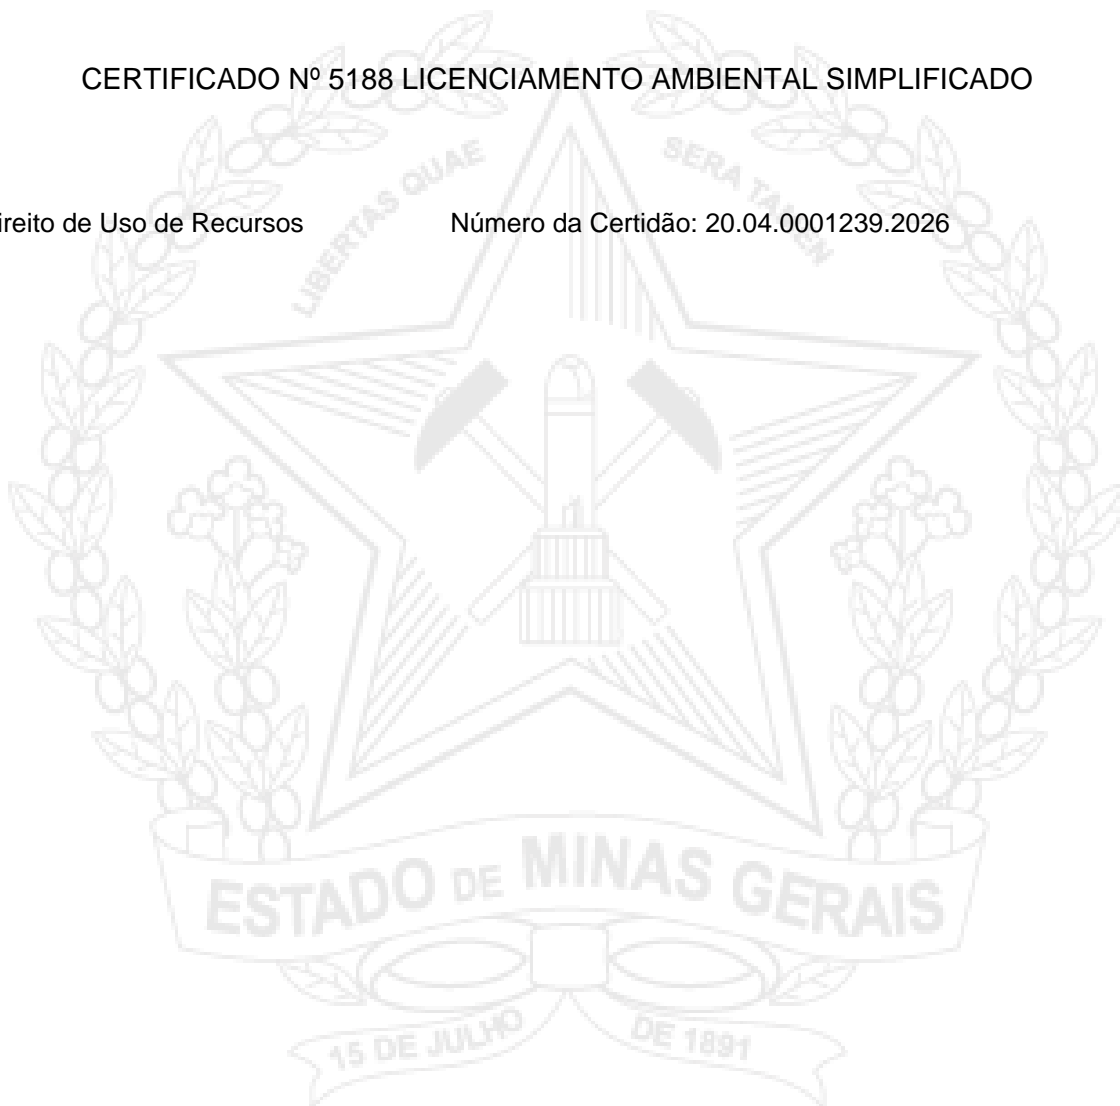 CERTIFICADO Nº 5188 LICENCIAMENTO AMBIENTAL SIMPLIFICADO
LIBERTAS QUAE SERA TAMEN
ireito de Uso de Recursos Número da Certidão: 20.04.0001239.2026
ESTADO DE MINAS GERAIS
15 DE JULHO DE 1891